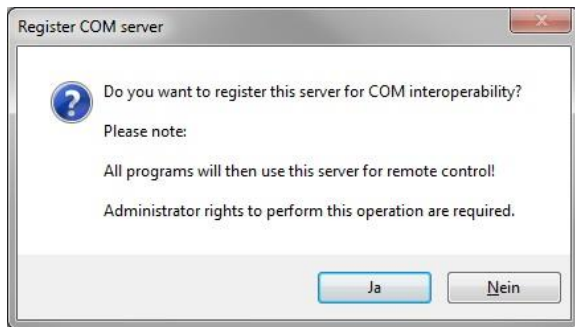 Register COM server
Do you want to register this server for COM interoperability?
Please note:
All programs will then use this server for remote control!
Administrator rights to perform this operation are required.
Ja
Nein